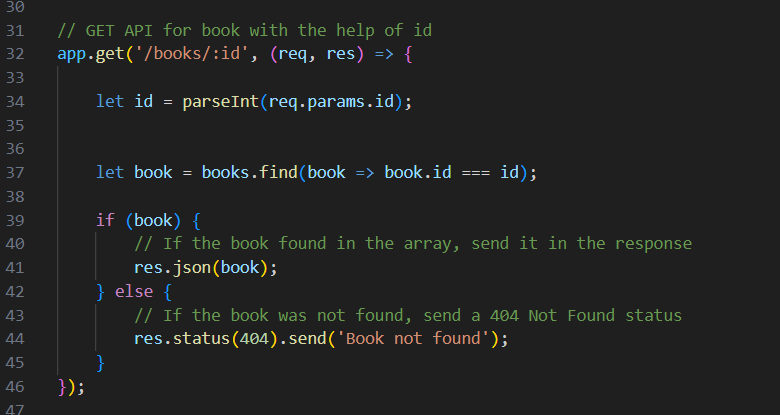 30
31 // GET API for book with the help of id
32 app.get('/books/:id', (req, res) => {
33
34 let id = parseInt(req.params.id);
35
36
37 let book = books.find(book => book.id === id);
38
39 if (book) {
40 // If the book found in the array, send it in the response
41 res.json(book);
42 } else {
43 // If the book was not found, send a 404 Not Found status
44 res.status(404).send('Book not found');
45 }
46 });
47